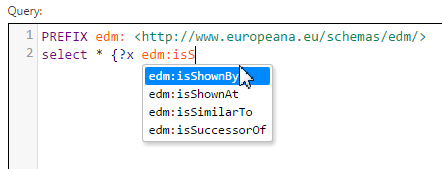 Query:
1 PREFIX edm: <http://www.europeana.eu/schemas/edm/>
2 select * {?x edm:isS
edm:isShownBy
edm:isShownAt
edm:isSimilarTo
edm:isSuccessorOf